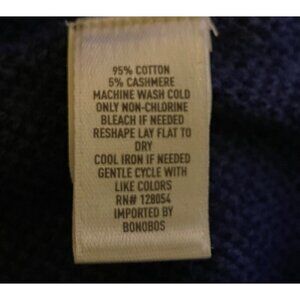 95% COTTON
5% CASHMERE
MACHINE WASH COLD
ONLY NON-CHLORINE
BLEACH IF NEEDED
RESHAPE LAY FLAT TO
DRY
COOL IRON IF NEEDED
GENTLE CYCLE WITH
LIKE COLORS
RN# 128054
IMPORTED BY
BONOBOS